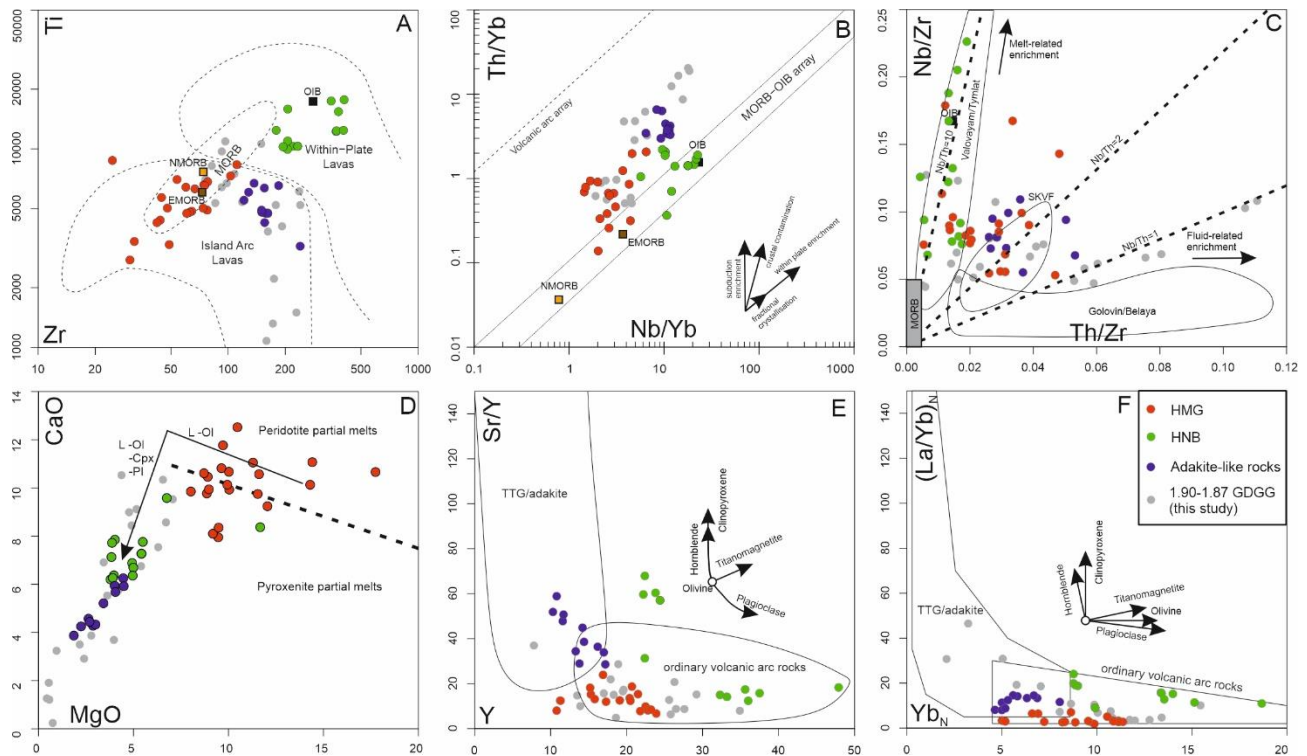 A
Ti
50000
20000
10000
5000
2000
1000
OIB
Within-Plate
Lavas
NMORB
MORB
EMORB
Island Arc
Lavas
Zr
10
20
50
100
200
500
1000
B
Th/Yb
100
10
1
0.1
0.01
Volcanic arc array
MORB-OIB array
OIB
EMORB
NMORB
subduction
enrichment
crustal contamination
within plate enrichment
fractional
crystallisation
Nb/Yb
0.1
1
10
100
1000
C
Nb/Zr
0.25
0.20
0.15
0.10
0.05
0.00
Melt-related
enrichment
OIB
Nb/Th=10
Valovayam/Tymlat
Nb/Th=2
SKVF
Nb/Th=1
Fluid-related
enrichment
MORB
Golovin/Belaya
Th/Zr
0.00
0.02
0.04
0.06
0.08
0.10
0.12
D
CaO
14
12
10
8
6
4
2
0
L -Ol
-Cpx
-Pl
L -Ol
Peridotite partial melts
Pyroxenite partial melts
MgO
0
5
10
15
20
E
Sr/Y
140
120
100
80
60
40
20
0
TTG/adakite
Hornblende
Clinopyroxene
Titanomagnetite
Olivine
Plagioclase
ordinary volcanic arc rocks
Y
0
10
20
30
40
50
F
(La/Yb)N
140
120
100
80
60
40
20
0
HMG
HNB
Adakite-like rocks
1.90-1.87 GDGG
(this study)
TTG/adakite
Hornblende
Clinopyroxene
Titanomagnetite
Olivine
Plagioclase
ordinary volcanic arc rocks
YbN
0
5
10
15
20